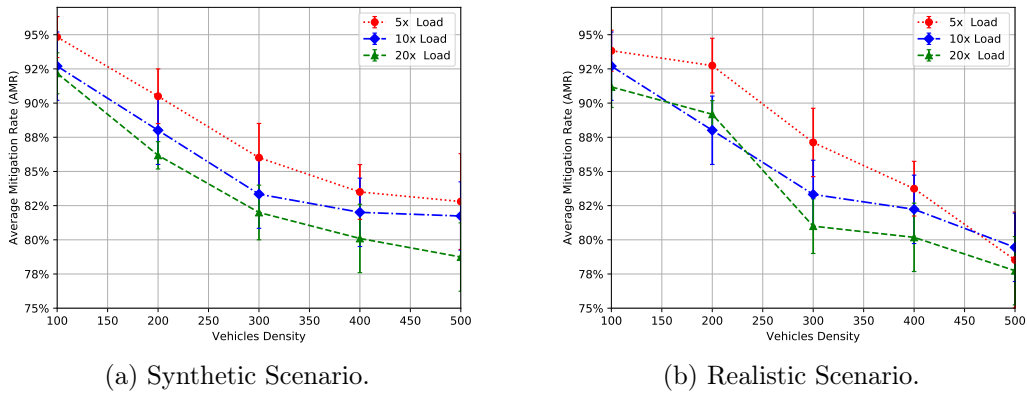 95%
92%
90%
88%
85%
82%
80%
78%
75%
Average Mitigation Rate (AMR)
100 150 200 250 300 350 400 450 500
Vehicles Density
5x Load
10x Load
20x Load
(a) Synthetic Scenario.
95%
92%
90%
88%
85%
82%
80%
78%
75%
Average Mitigation Rate (AMR)
100 150 200 250 300 350 400 450 500
Vehicles Density
5x Load
10x Load
20x Load
(b) Realistic Scenario.